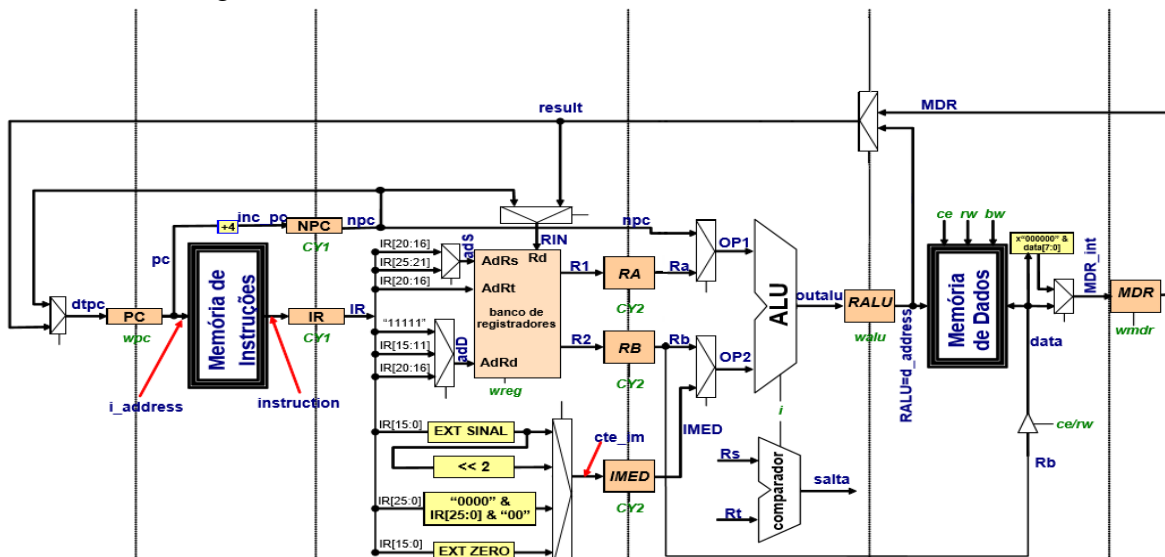 result
MDR
ce rw bw
x"000000" &
data[7:0]
inc_pc
+4
NPC
npc
CY1
npc
RIN
pc
IR[20:16]
IR[25:21]
IR[20:16]
adS
AdRs
Rd
AdRt
banco de
registradores
AdRd
wreg
R1
RA
Ra
CY2
OP1
ALU
outalu
RALU
walu
RALU=d_address
Memória
de Dados
MDR_int
MDR
wmdr
data
dtpc
PC
wpc
Memória de
Instruções
IR
CY1
IR
"11111"
IR[15:11]
IR[20:16]
adD
R2
RB
Rb
CY2
OP2
i_address
instruction
IR[15:0]
EXT SINAL
<< 2
IR[25:0]
"0000" &
IR[25:0] & "00"
IR[15:0]
EXT ZERO
cte_im
IMED
CY2
IMED
i
Rs
Rt
comparador
salta
ce/rw
Rb